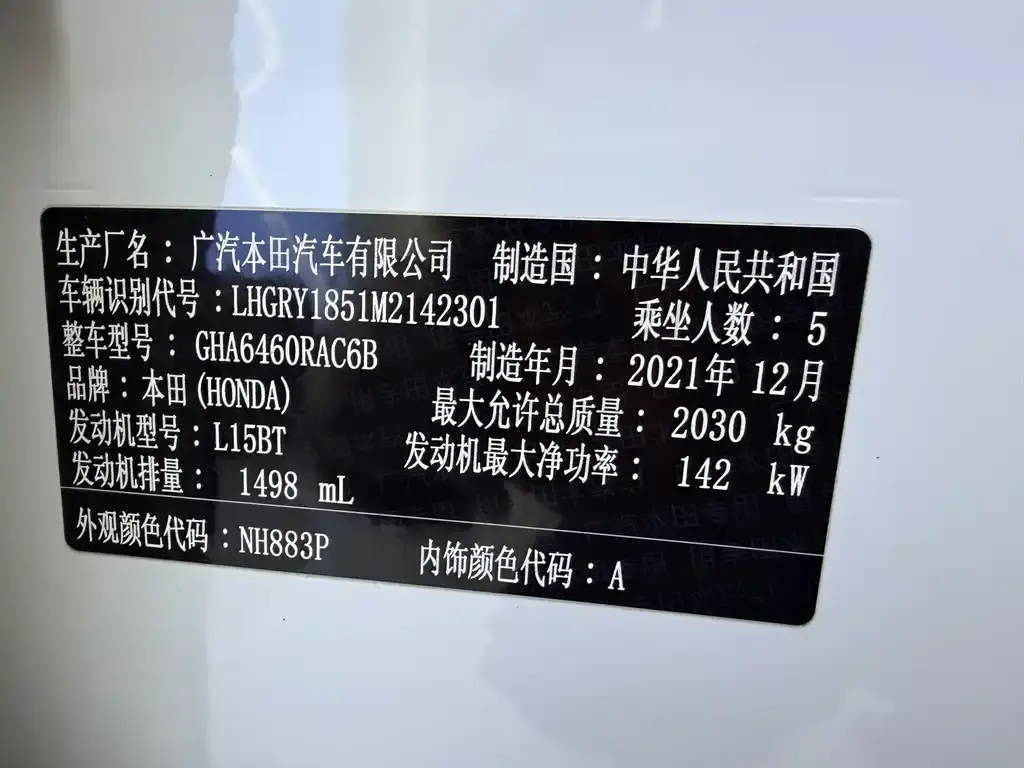 生产厂名：广汽本田汽车有限公司 制造国：中华人民共和国
车辆识别代号：LHGRY1851M2142301 乘坐人数：5
整车型号：GHA6460RAC6B 制造年月：2021年 12月
品牌：本田(HONDA) 最大允许总质量：2030 kg
发动机型号：L15BT 发动机最大净功率：142 kW
发动机排量：1498 mL
外观颜色代码：NH883P 内饰颜色代码：A